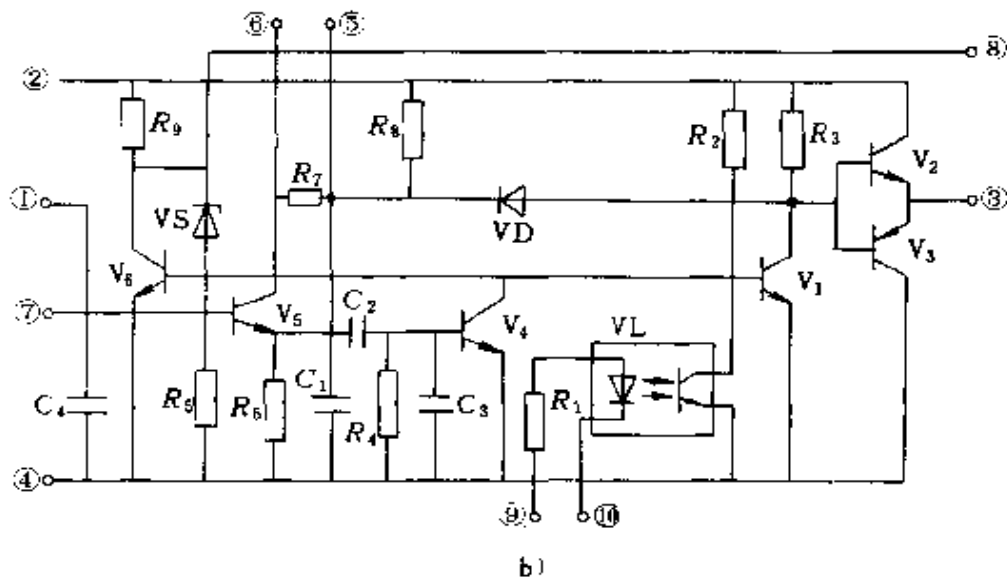 ⑥ ⑤
⑧
②
R₉ R₈ R₂ R₃
V₂
R₇
① ③
VS VD
V₃
V₆ V₁
C₂
⑦ V₅ V₄ VL
C₄ R₅ R₆ C₁ R₄ C₃ R₁
④
⑨ ⑩
b)